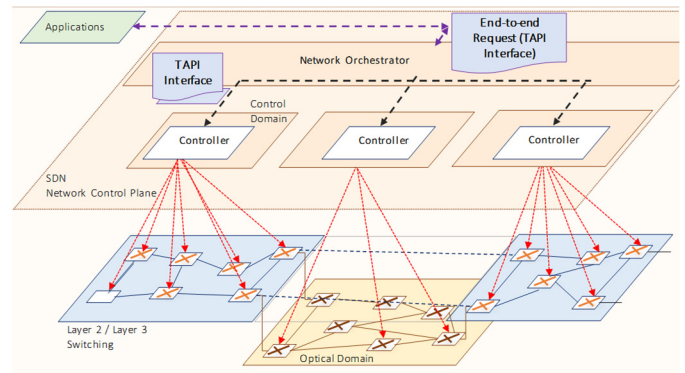 Applications
End-to-end
Request (TAPI
Interface)
Network Orchestrator
TAPI
Interface
Control
Domain
Controller
Controller
Controller
SDN
Network Control Plane
Layer 2 / Layer 3
Switching
Optical Domain